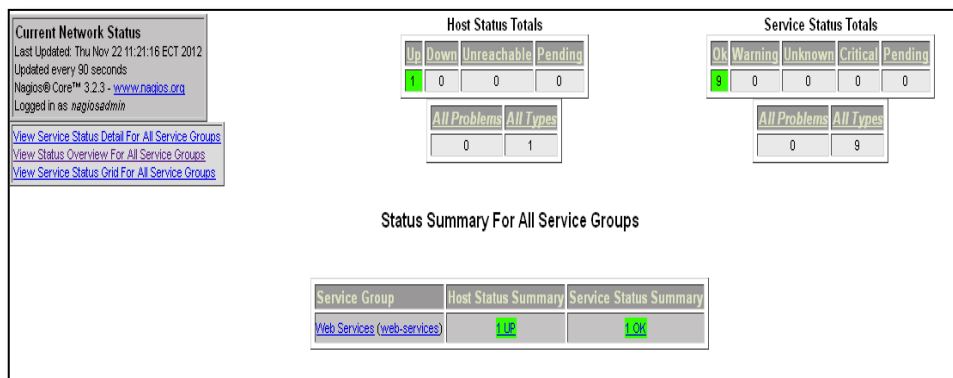 Current Network Status
Last Updated: Thu Nov 22 11:21:16 ECT 2012
Updated every 90 seconds
Nagios® Core™ 3.2.3 - www.nagios.org
Logged in as nagiosadmin
View Service Status Detail For All Service Groups
View Status Overview For All Service Groups
View Service Status Grid For All Service Groups
Host Status Totals
Up Down Unreachable Pending
1 0 0 0
All Problems All Types
0 1
Service Status Totals
Ok Warning Unknown Critical Pending
9 0 0 0 0
All Problems All Types
0 9
Status Summary For All Service Groups
Service Group Host Status Summary Service Status Summary
Web Services (web-services) 1 UP 1 OK